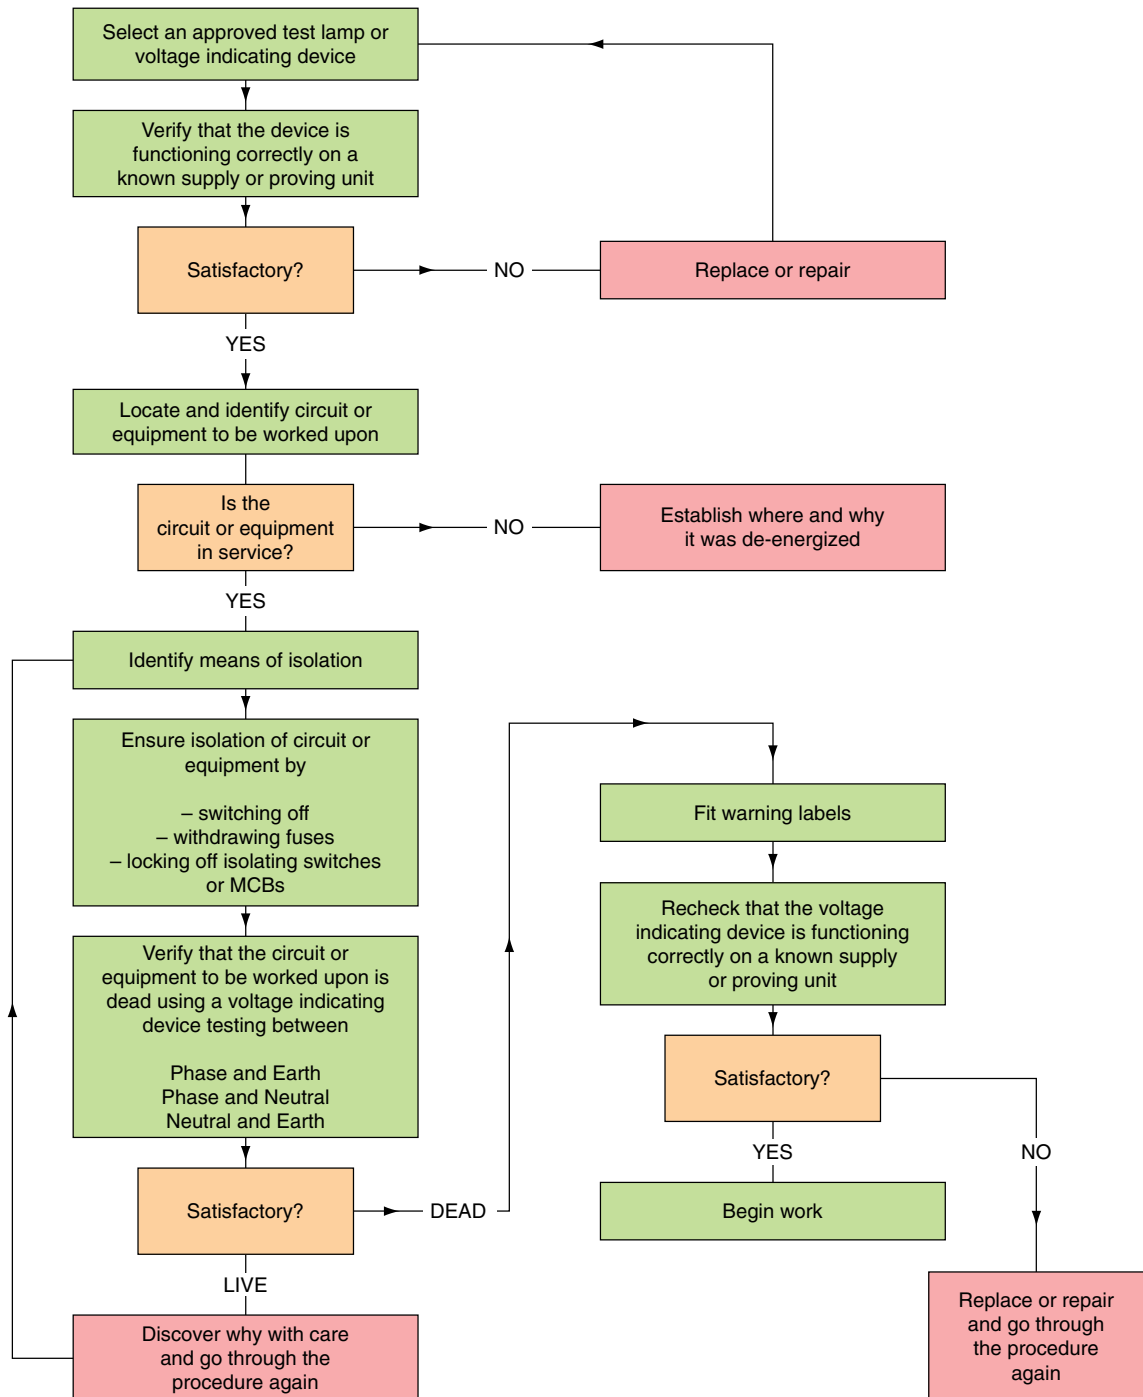 Select an approved test lamp or
voltage indicating device
Verify that the device is
functioning correctly on a
known supply or proving unit
Satisfactory?
NO
Replace or repair
YES
Locate and identify circuit or
equipment to be worked upon
Is the
circuit or equipment
in service?
NO
Establish where and why
it was de-energized
YES
Identify means of isolation
Ensure isolation of circuit or
equipment by
– switching off
– withdrawing fuses
– locking off isolating switches
or MCBs
Verify that the circuit or
equipment to be worked upon is
dead using a voltage indicating
device testing between
Phase and Earth
Phase and Neutral
Neutral and Earth
Satisfactory?
DEAD
LIVE
Discover why with care
and go through the
procedure again
Fit warning labels
Recheck that the voltage
indicating device is functioning
correctly on a known supply
or proving unit
Satisfactory?
YES
NO
Begin work
Replace or repair
and go through
the procedure
again